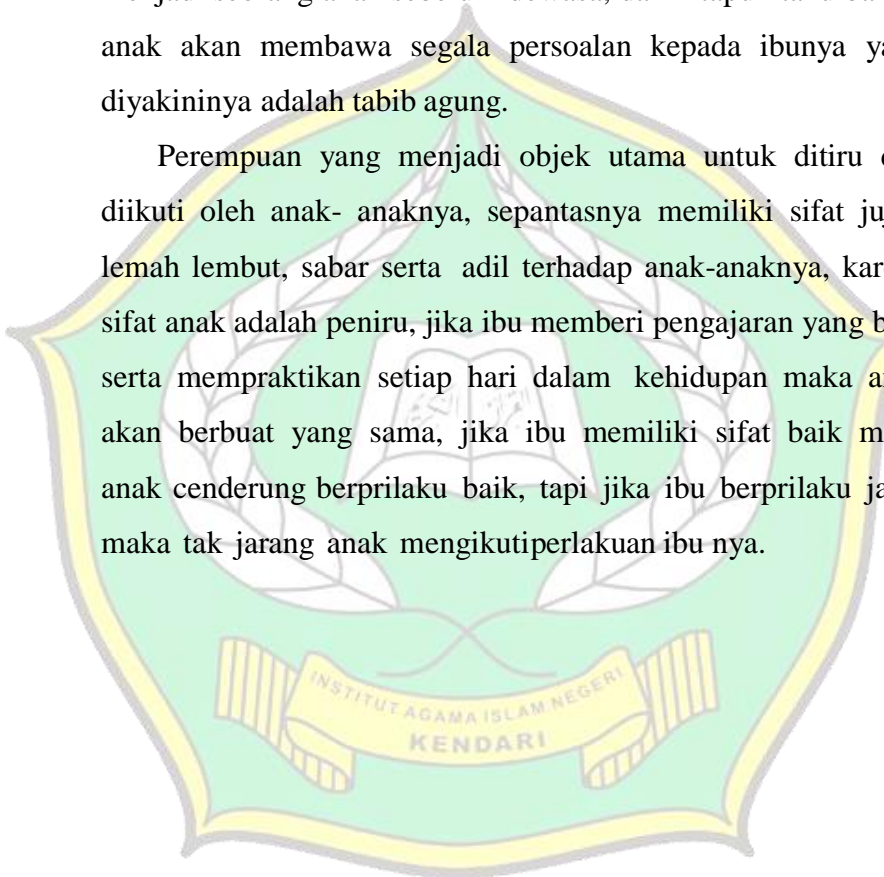 anak akan membawa segala persoalan kepada ibunya
diyakininya adalah tabib agung.
Perempuan yang menjadi objek utama untuk ditiru
diikuti oleh anak- anaknya, sepantasnya memiliki sifat
lemah lembut, sabar serta adil terhadap anak-anaknya,
sifat anak adalah peniru, jika ibu memberi pengajaran yang
serta mempraktikan setiap hari dalam kehidupan maka
akan berbuat yang sama, jika ibu memiliki sifat baik
anak cenderung berprilaku baik, tapi jika ibu berprilaku
maka tak jarang anak mengikutiperlakuan ibu nya.
INSTITUT AGAMA ISLAM NEGERI
KENDARI